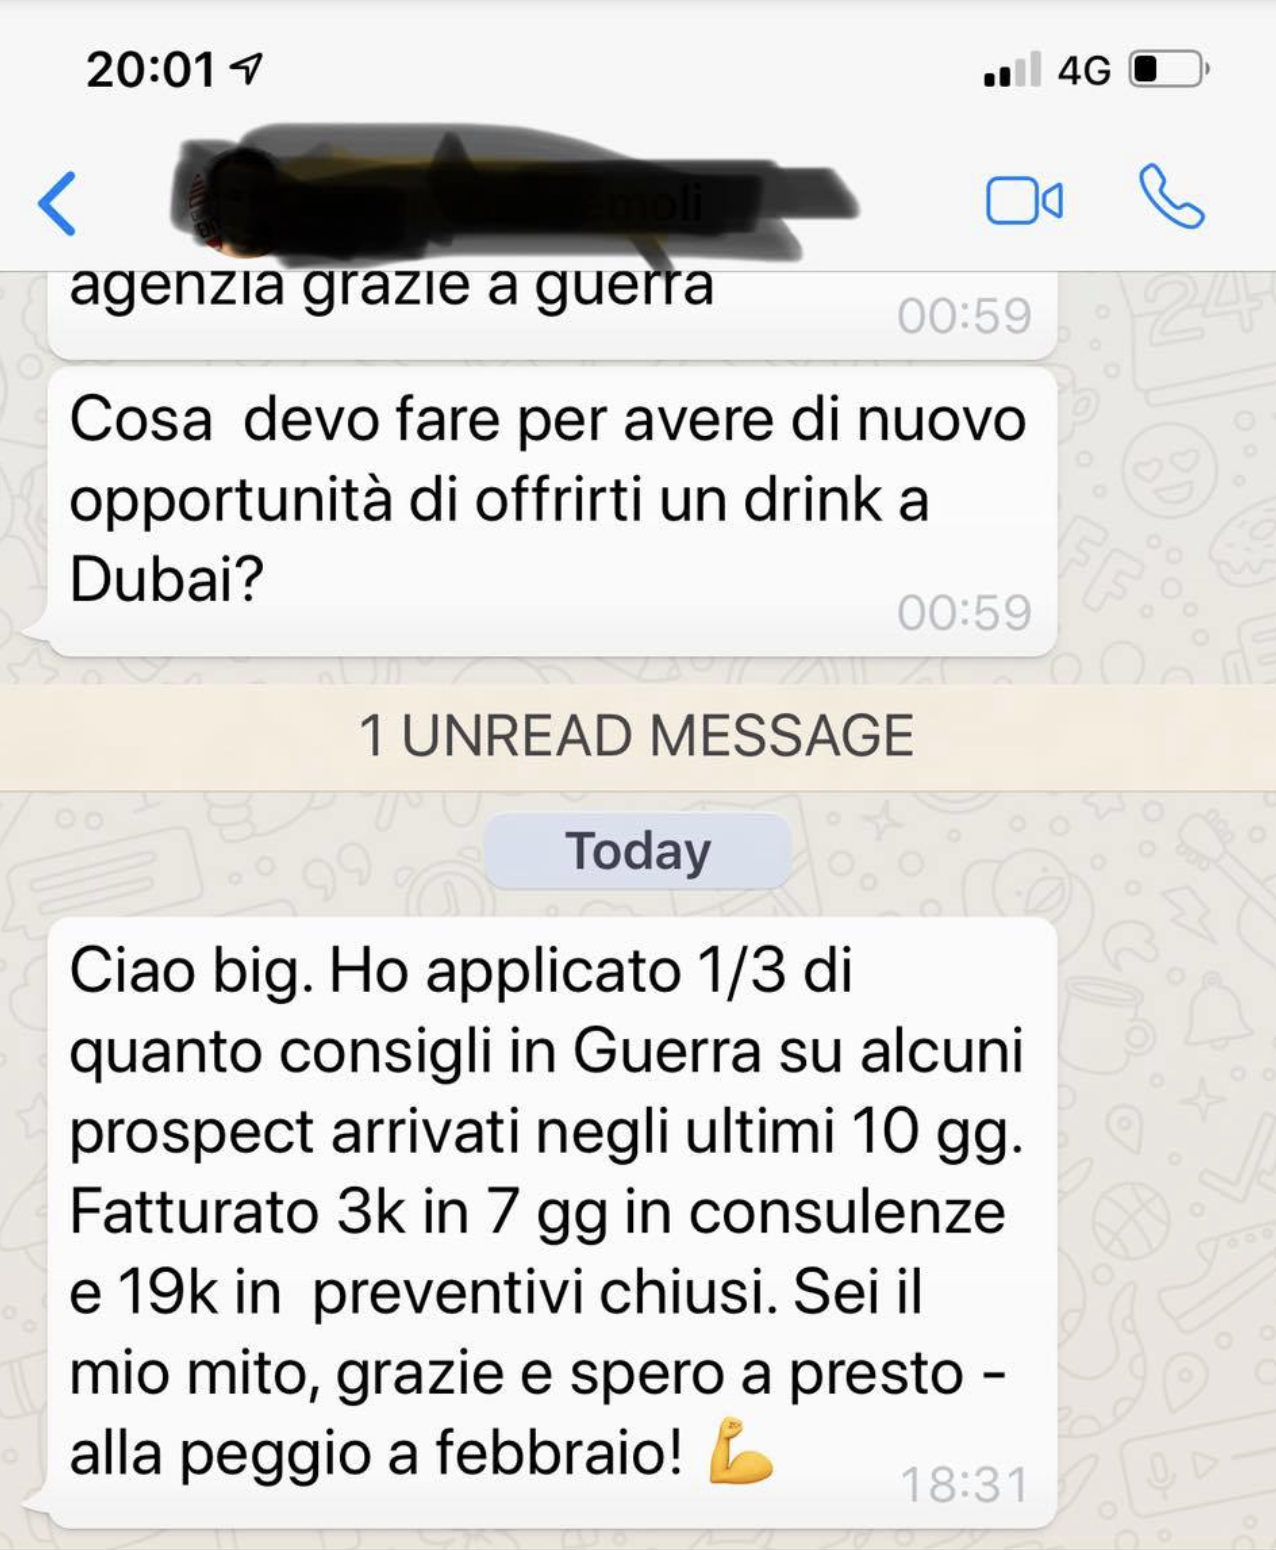 20:01
4G
agenzia grazie a guerra
00:59
Cosa  devo fare per avere di nuovo
opportunità di offrirti un drink a
Dubai?
00:59
1 UNREAD MESSAGE
Today
Ciao big. Ho applicato 1/3 di
quanto consigli in Guerra su alcuni
prospect arrivati negli ultimi 10 gg.
Fatturato 3k in 7 gg in consulenze
e 19k in  preventivi chiusi. Sei il
mio mito, grazie e spero a presto -
alla peggio a febbraio! 💪
18:31